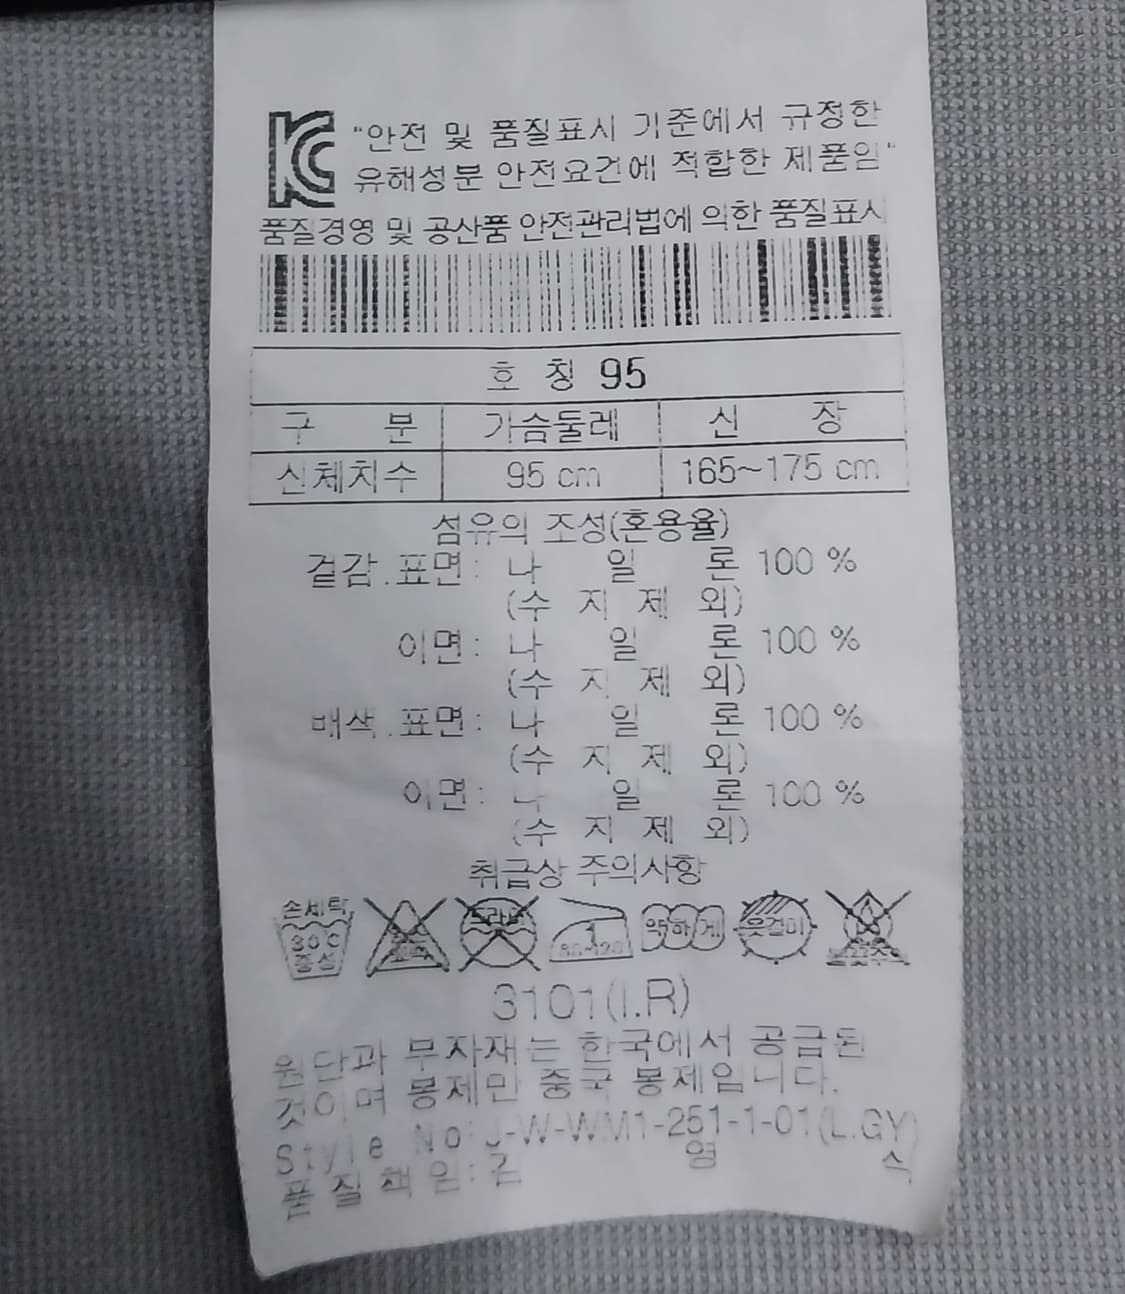 KC "안전 및 품질표시 기준에서 규정한
유해성분 안전요건에 적합한 제품임"
품질경영 및 공산품 안전관리법에 의한 품질표시
호 칭 95
구 분 가슴둘레 신 장
신체치수 95 cm 165~175 cm
섬유의 조성(혼용율)
겉감.표면: 나 일 론 100 %
(수 지 제 외)
이면: 나 일 론 100 %
(수 지 제 외)
배색.표면: 나 일 론 100 %
(수 지 제 외)
이면: 나 일 론 100 %
(수 지 제 외)
취급상 주의사항
손세탁 30℃ 중성 드라이 1 80~120 약하게 옷걸이
3101(I.R)
원단과 부자재는 한국에서 공급된
것이며 봉제만 중국 봉제입니다.
Style No: J-W-WM1-251-1-01(L.GY)
품질책임: 김 영 식